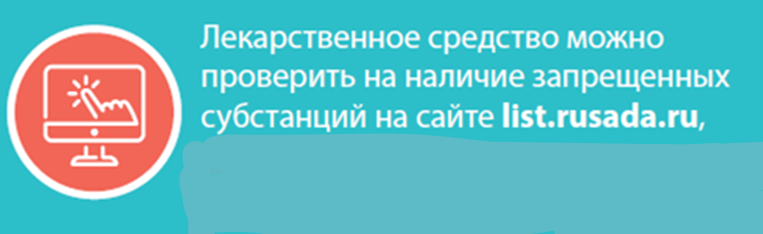 Лекарственное средство можно
проверить на наличие запрещенных
субстанций на сайте list.rusada.ru,